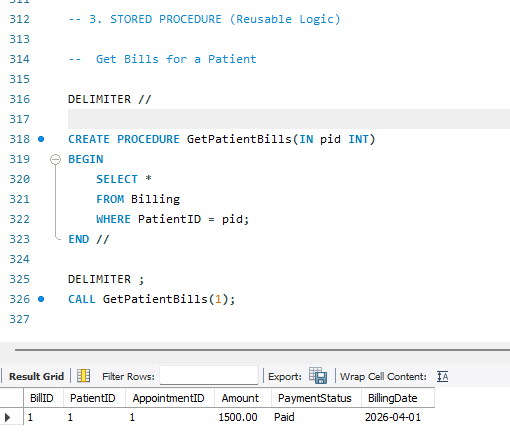 311
312 -- 3. STORED PROCEDURE (Reusable Logic)
313
314 --  Get Bills for a Patient
315
316 DELIMITER //
317
318 CREATE PROCEDURE GetPatientBills(IN pid INT)
319 BEGIN
320     SELECT *
321     FROM Billing
322     WHERE PatientID = pid;
323 END //
324
325 DELIMITER ;
326 CALL GetPatientBills(1);
327
Result Grid Filter Rows: Export: Wrap Cell Content: IA
BillID PatientID AppointmentID Amount PaymentStatus BillingDate
1 1 1 1500.00 Paid 2026-04-01